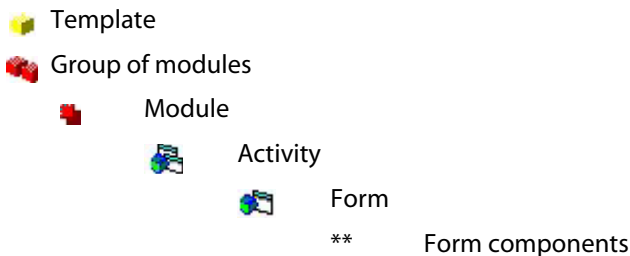 Template
Group of modules
Module
Activity
Form
** Form components